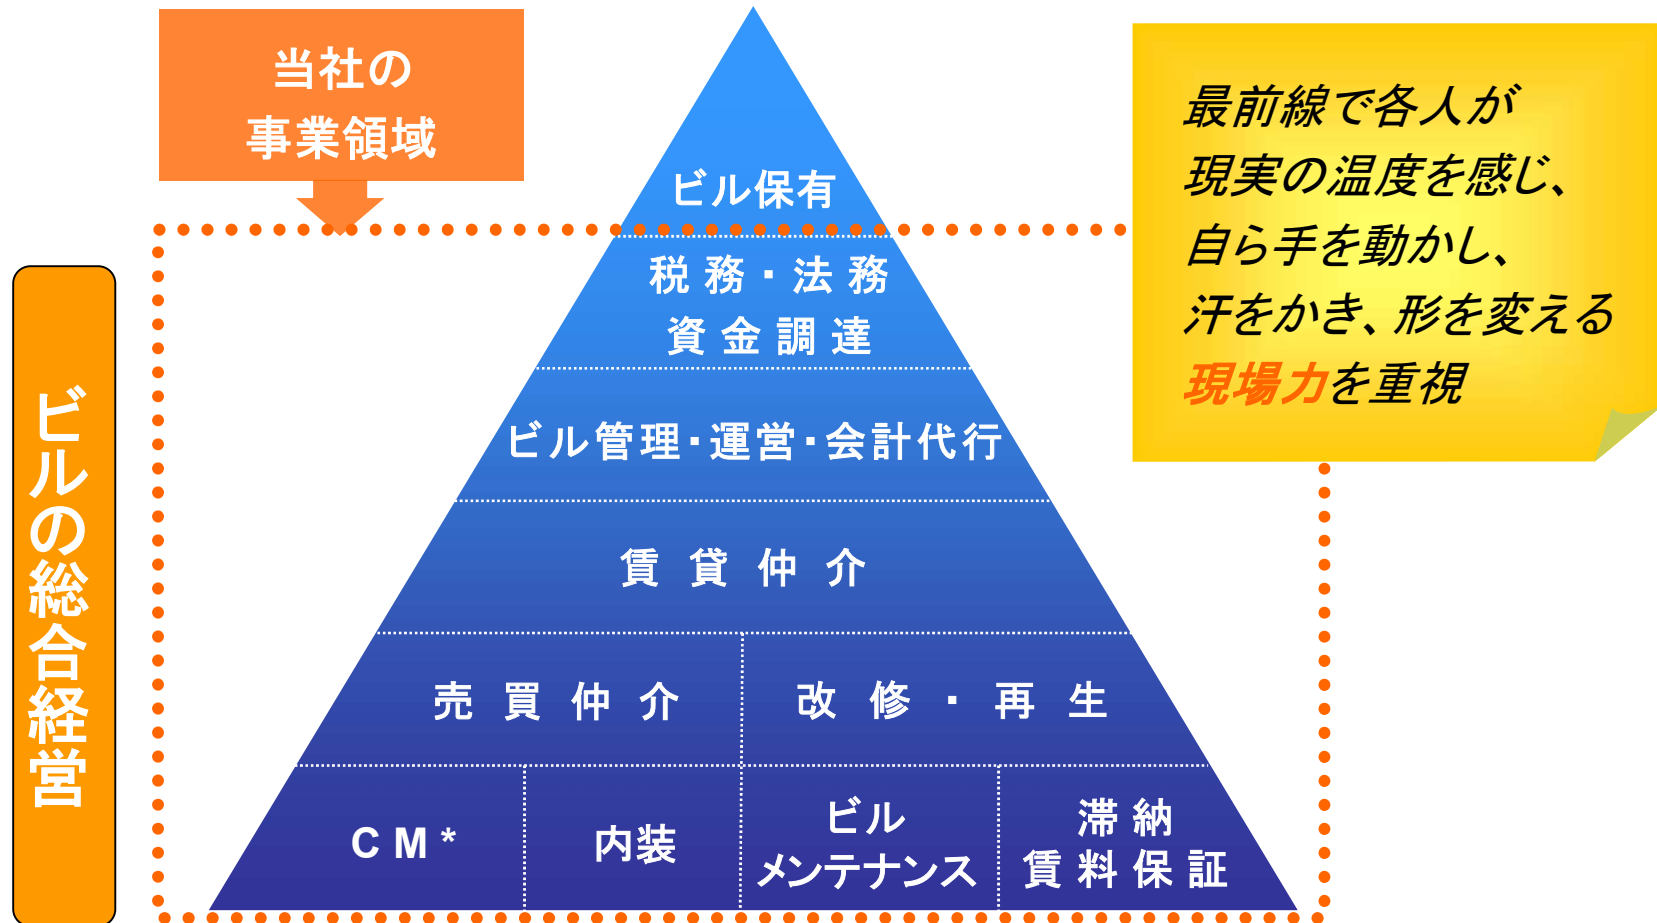 当社の
事業領域
最前線で各人が
現実の温度を感じ、
自ら手を動かし、
汗をかき、形を変える
現場力を重視
ビルの総合経営
ビル保有
税務・法務
資金調達
ビル管理・運営・会計代行
賃貸仲介
売買仲介
改修・再生
CM*
内装
ビル
メンテナンス
滞納
賃料保証